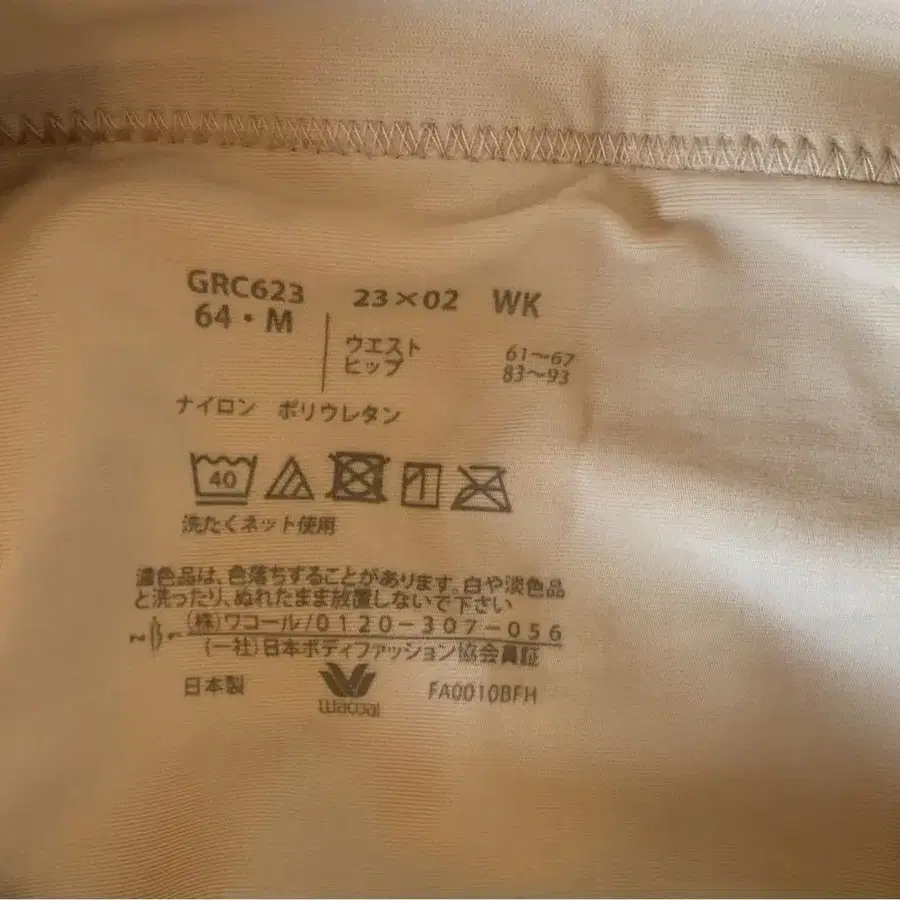 GRC623 23×02 WK
64・M
ウエスト 61〜67
ヒップ 83〜93
ナイロン ポリウレタン
40
洗たくネット使用
濃色品は、色落ちすることがあります。白や淡色品
と洗ったり、ぬれたまま放置しないで下さい
(株)ワコール/0120-307-056
(一社)日本ボディファッション協会員証
日本製 Wacoal FA0010BFH